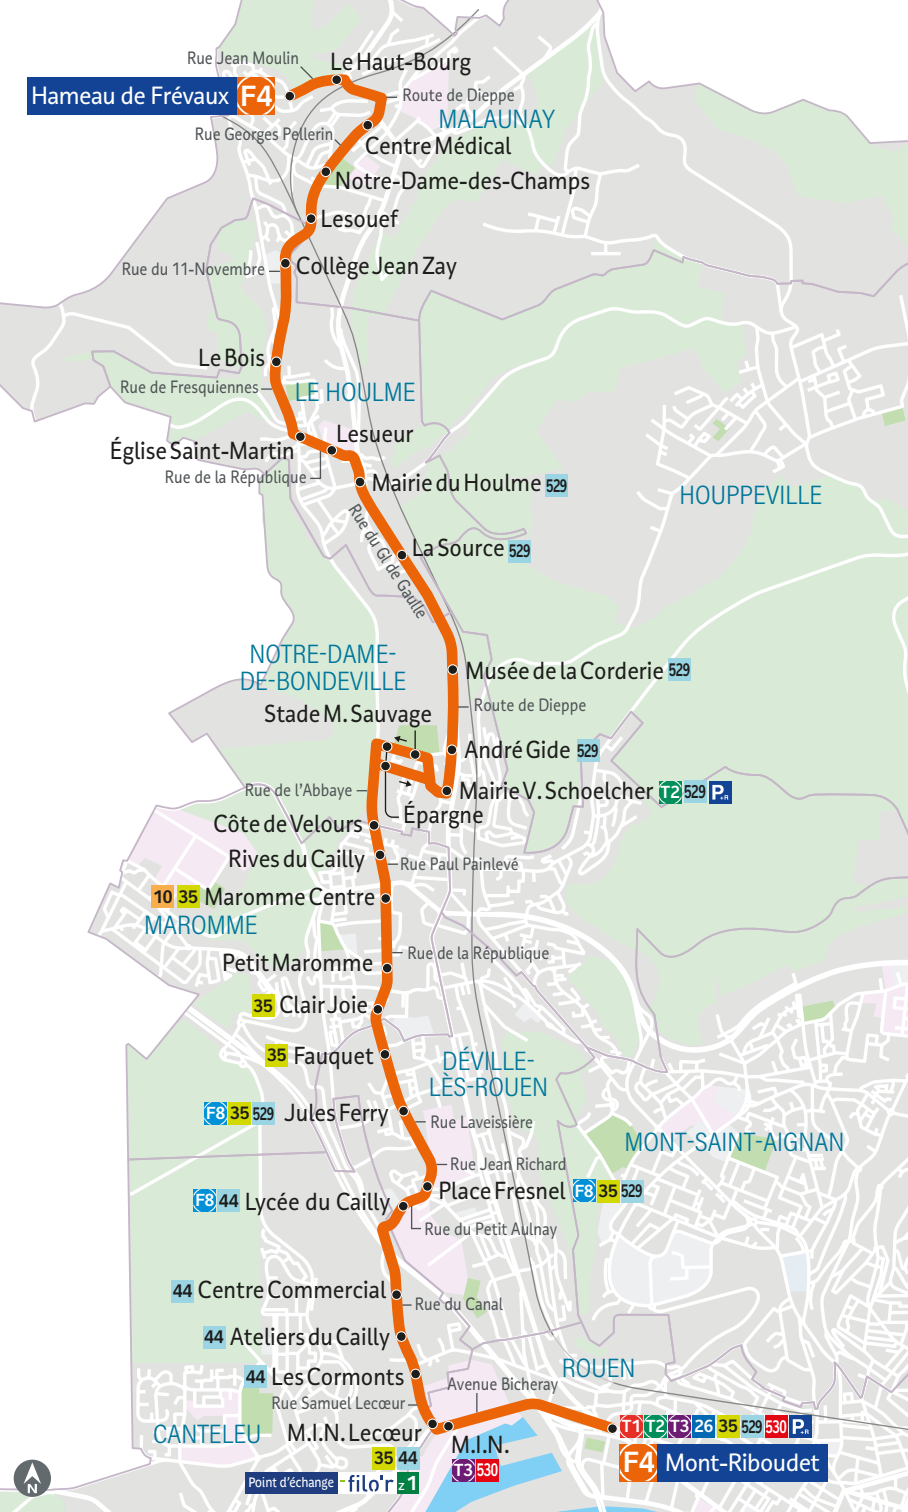 Rue Jean Moulin
Le Haut-Bourg
Hameau de Frévaux F4
Route de Dieppe
MALAUNAY
Rue Georges Pellerin
Centre Médical
Notre-Dame-des-Champs
Lesouef
Rue du 11-Novembre
Collège Jean Zay
Le Bois
Rue de Fresquiennes
LE HOULME
Lesueur
Église Saint-Martin
Rue de la République
Mairie du Houlme 529
HOUPPEVILLE
Rue du Gl de Gaulle
La Source 529
NOTRE-DAME-
DE-BONDEVILLE
Musée de la Corderie 529
Route de Dieppe
Stade M. Sauvage
André Gide 529
Rue de l'Abbaye
Mairie V. Schoelcher T2 529 P+R
Épargne
Côte de Velours
Rives du Cailly
Rue Paul Painlevé
10 35 Maromme Centre
MAROMME
Rue de la République
Petit Maromme
35 Clair Joie
35 Fauquet
DÉVILLE-
LÈS-ROUEN
F8 35 529 Jules Ferry
Rue Laveissière
MONT-SAINT-AIGNAN
Rue Jean Richard
Place Fresnel F8 35 529
F8 44 Lycée du Cailly
Rue du Petit Aulnay
44 Centre Commercial
Rue du Canal
44 Ateliers du Cailly
ROUEN
44 Les Cormonts
Avenue Bicheray
Rue Samuel Lecœur
CANTELEU
M.I.N. Lecœur
35 44
Point d'échange filo'r z1
M.I.N.
T3 530
T1 T2 T3 26 35 529 530 P+R
F4 Mont-Riboudet
N